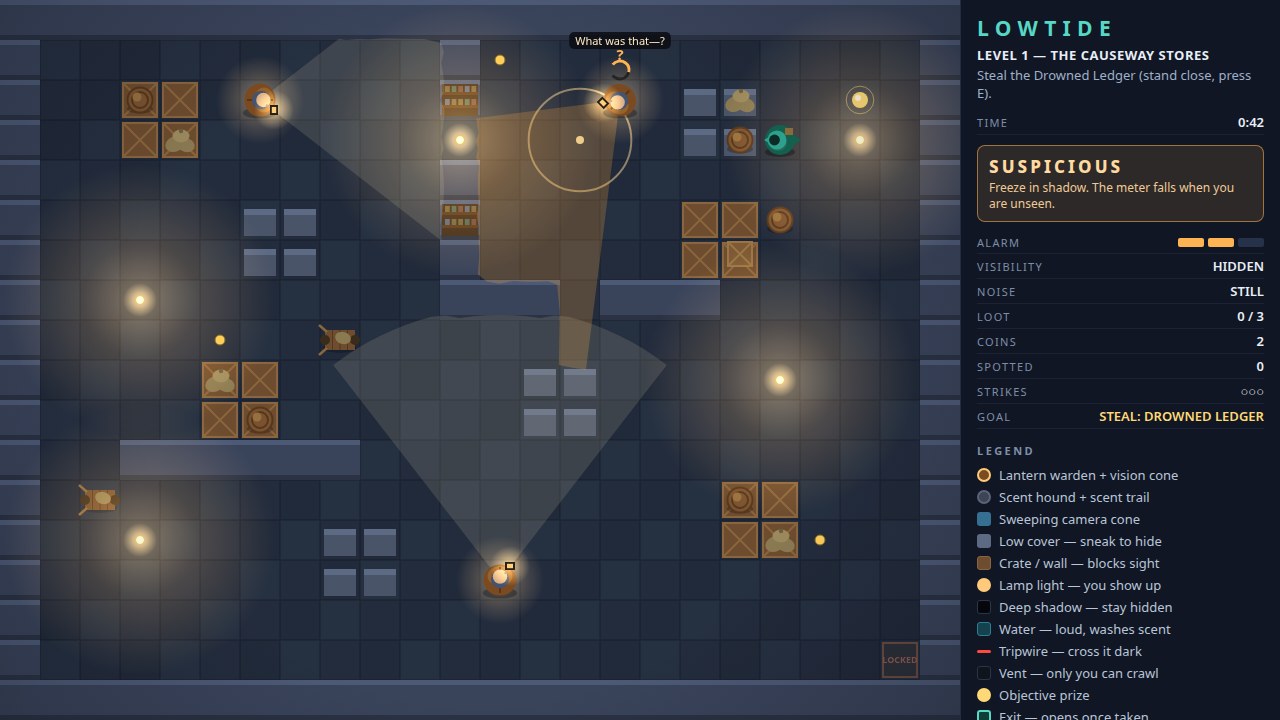 What was that—?
?
LOCKED
LOWTIDE
LEVEL 1 — THE CAUSEWAY STORES
Steal the Drowned Ledger (stand close, press
E).
TIME 0:42
SUSPICIOUS
Freeze in shadow. The meter falls when you
are unseen.
ALARM
VISIBILITY HIDDEN
NOISE STILL
LOOT 0 / 3
COINS 2
SPOTTED 0
STRIKES ○○○
GOAL STEAL: DROWNED LEDGER
LEGEND
Lantern warden + vision cone
Scent hound + scent trail
Sweeping camera cone
Low cover — sneak to hide
Crate / wall — blocks sight
Lamp light — you show up
Deep shadow — stay hidden
Water — loud, washes scent
Tripwire — cross it dark
Vent — only you can crawl
Objective prize
Exit — opens once taken